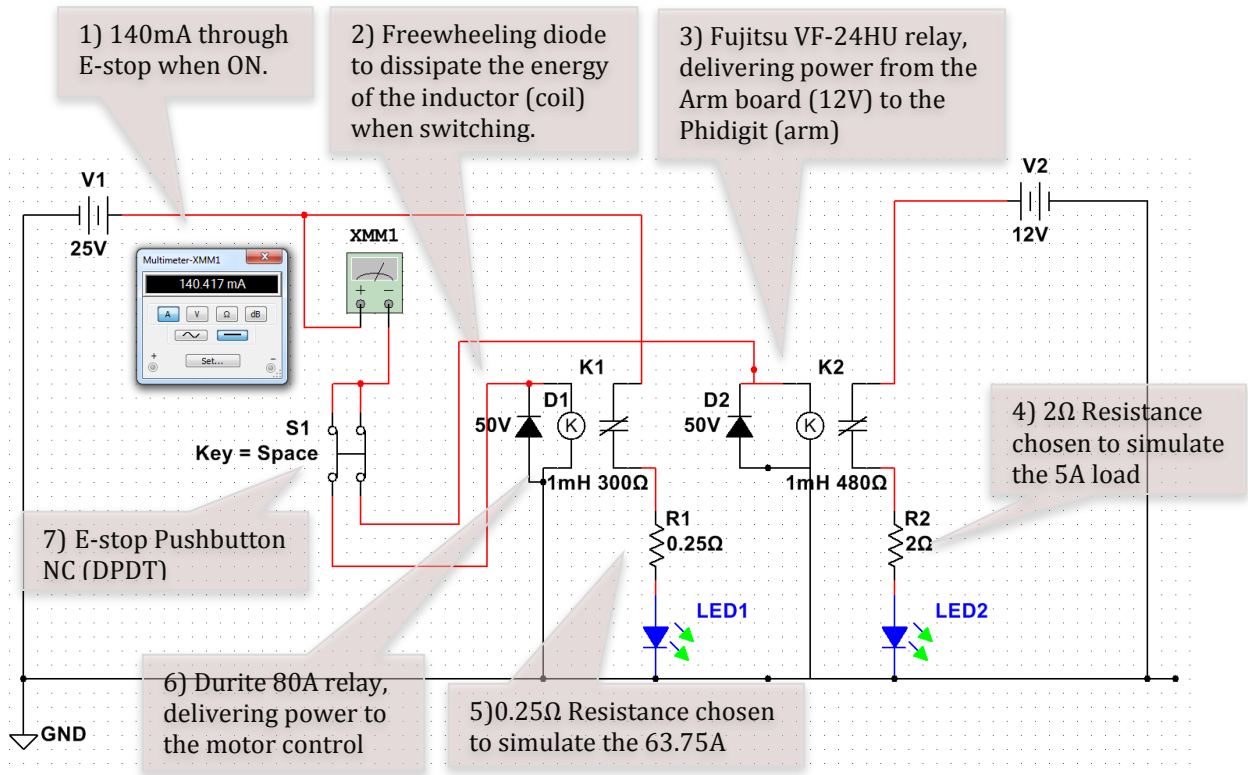 1) 140mA through
E-stop when ON.
2) Freewheeling diode
to dissipate the energy
of the inductor (coil)
when switching.
3) Fujitsu VF-24HU relay,
delivering power from the
Arm board (12V) to the
Phidigit (arm)
V1
25V
V2
12V
XMM1
Multimeter-XMM1
140.417 mA
A V Ω dB
Set...
+
-
+ -
K1
D1
50V
K
1mH 300Ω
K2
D2
50V
K
1mH 480Ω
S1
Key = Space
4) 2Ω Resistance
chosen to simulate
the 5A load
7) E-stop Pushbutton
NC (DPDT)
R1
0.25Ω
R2
2Ω
LED1
LED2
6) Durite 80A relay,
delivering power to
the motor control
5)0.25Ω Resistance chosen
to simulate the 63.75A
GND